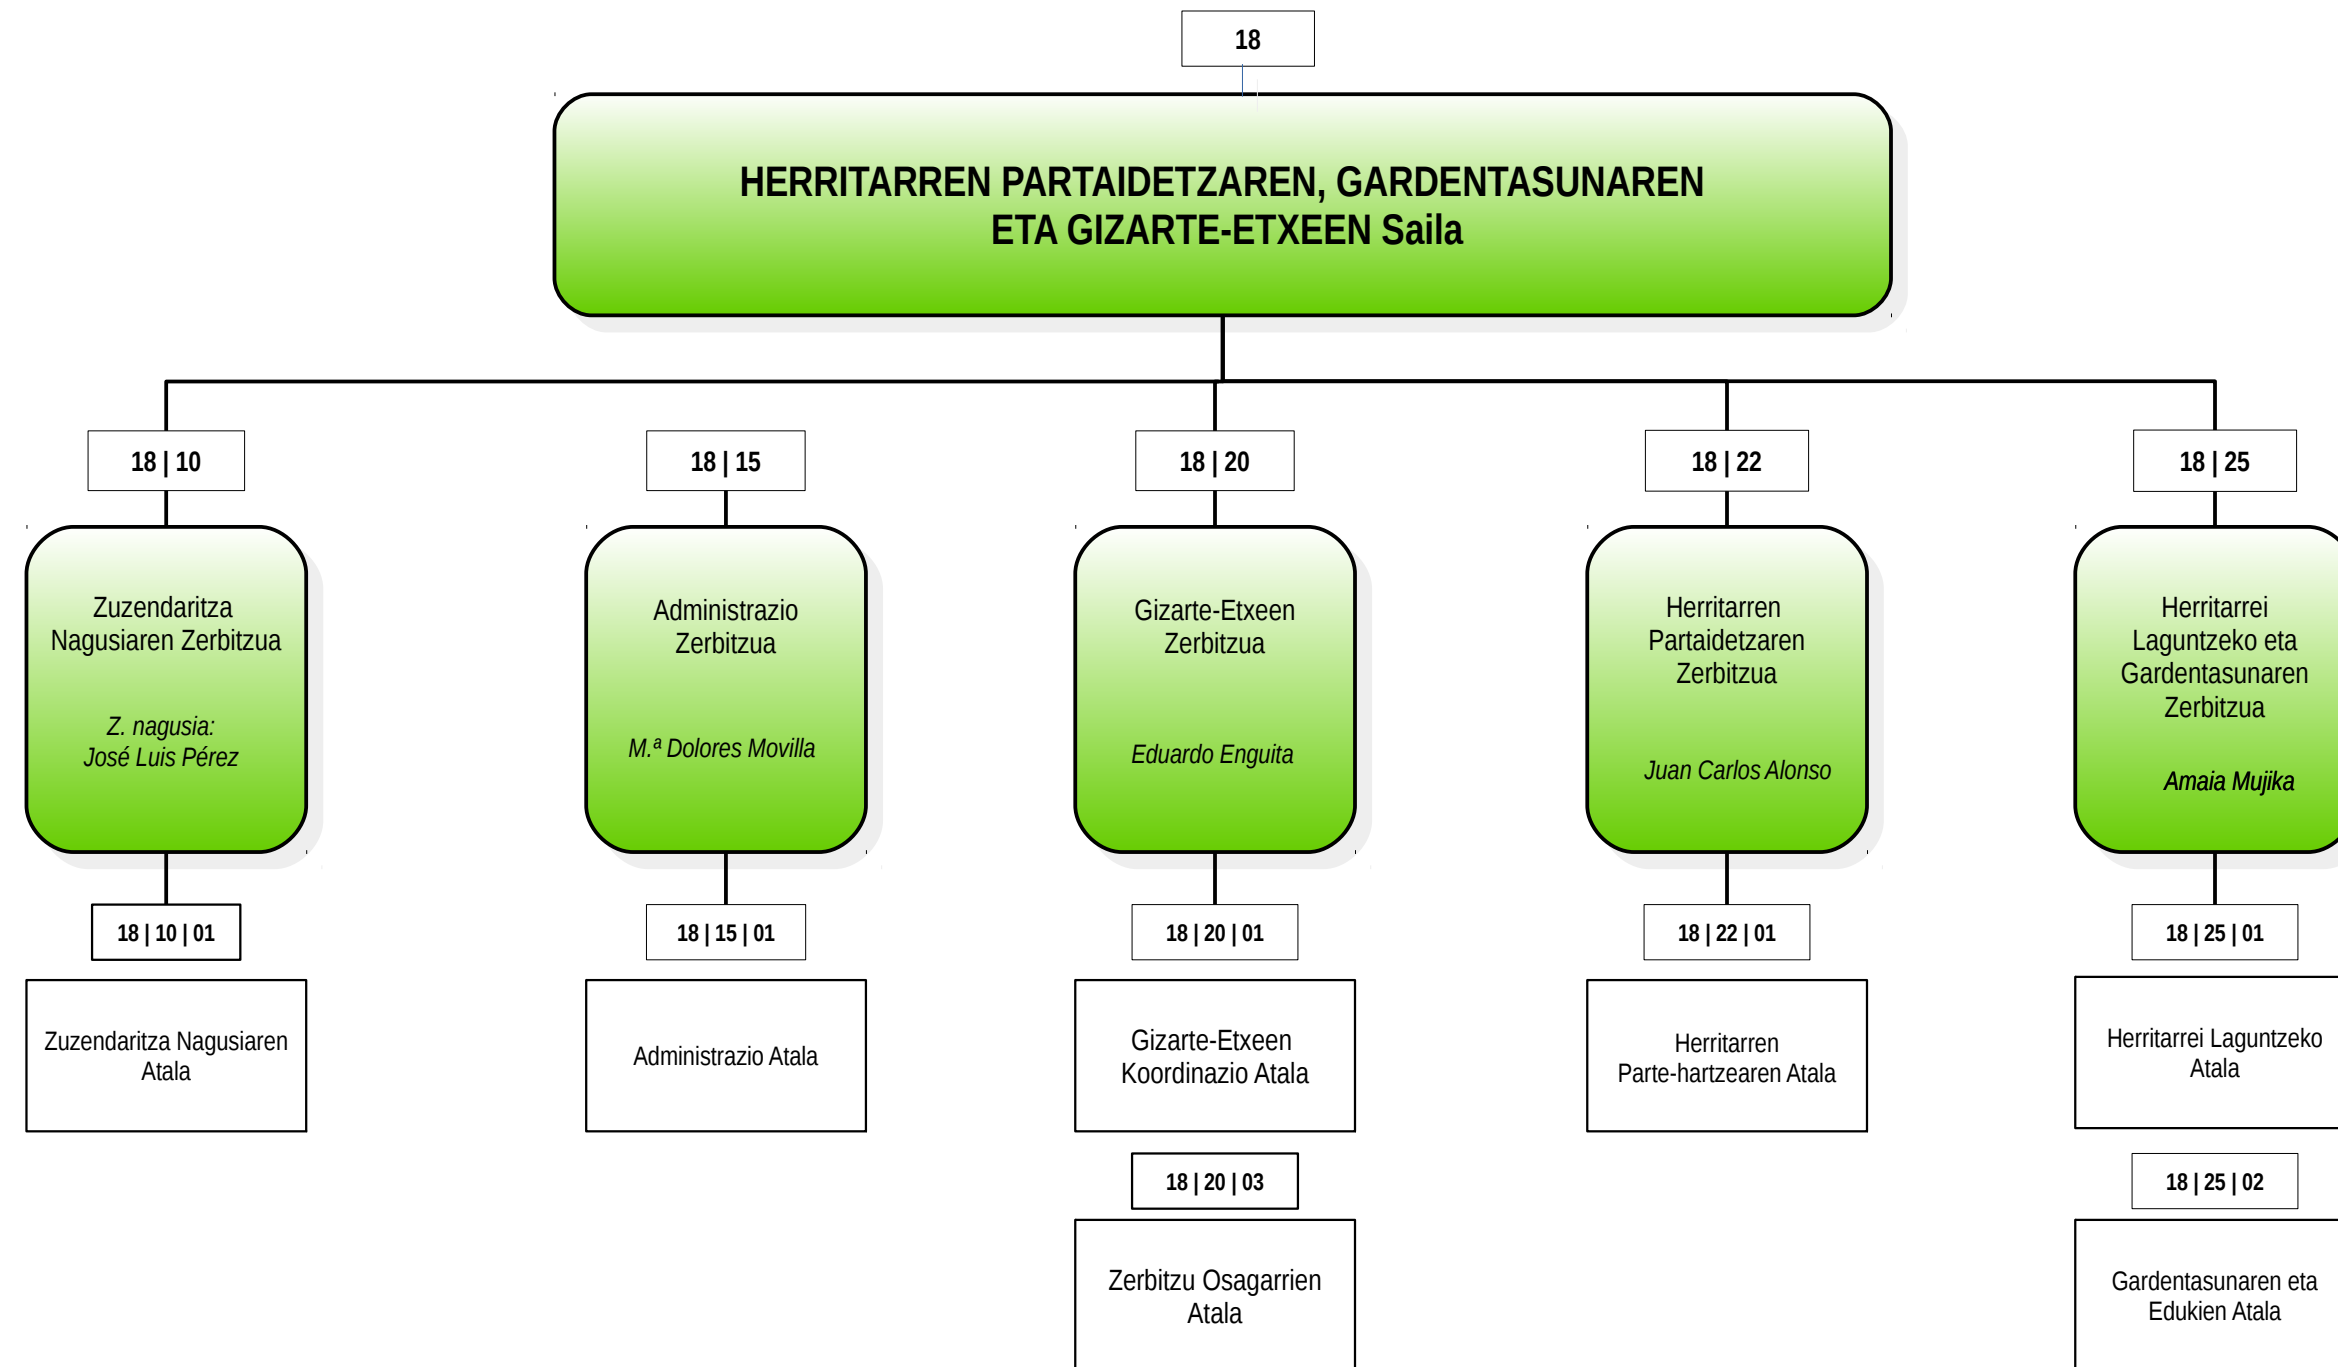 18
HERRITARREN PARTAIDETZAREN, GARDENTASUNAREN
ETA GIZARTE-ETXEEN Saila
18 | 10
Zuzendaritza
Nagusiaren Zerbitzua
Z. nagusia:
José Luis Pérez
18 | 10 | 01
Zuzendaritza Nagusiaren
Atala
18 | 15
Administrazio
Zerbitzua
M.ª Dolores Movilla
18 | 15 | 01
Administrazio Atala
18 | 20
Gizarte-Etxeen
Zerbitzua
Eduardo Enguita
18 | 20 | 01
Gizarte-Etxeen
Koordinazio Atala
18 | 20 | 03
Zerbitzu Osagarrien
Atala
18 | 22
Herritarren
Partaidetzaren
Zerbitzua
Juan Carlos Alonso
18 | 22 | 01
Herritarren
Parte-hartzearen Atala
18 | 25
Herritarrei
Laguntzeko eta
Gardentasunaren
Zerbitzua
Amaia Mujika
18 | 25 | 01
Herritarrei Laguntzeko
Atala
18 | 25 | 02
Gardentasunaren eta
Edukien Atala